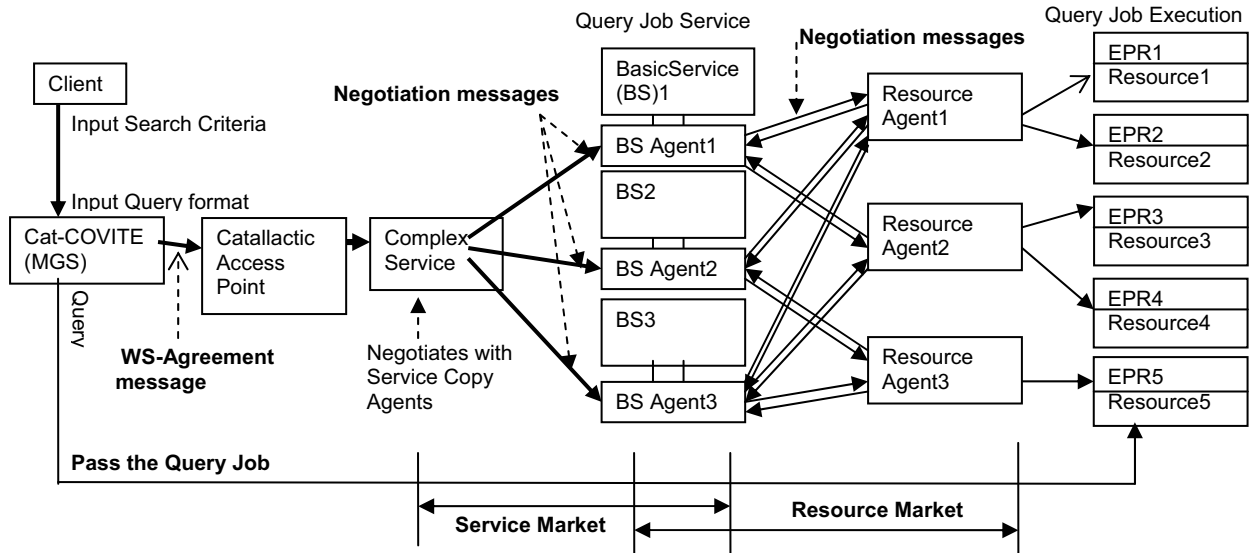 Query Job Service
Query Job Execution
Negotiation messages
Client
Input Search Criteria
Negotiation messages
BasicService
(BS)1
BS Agent1
Resource
Agent1
EPR1
Resource1
EPR2
Resource2
Input Query format
Cat-COVITE
(MGS)
Catallactic
Access
Point
Complex
Service
BS2
BS Agent2
Resource
Agent2
EPR3
Resource3
EPR4
Resource4
Query
WS-Agreement
message
Negotiates with
Service Copy
Agents
BS3
BS Agent3
Resource
Agent3
EPR5
Resource5
Pass the Query Job
Service Market
Resource Market